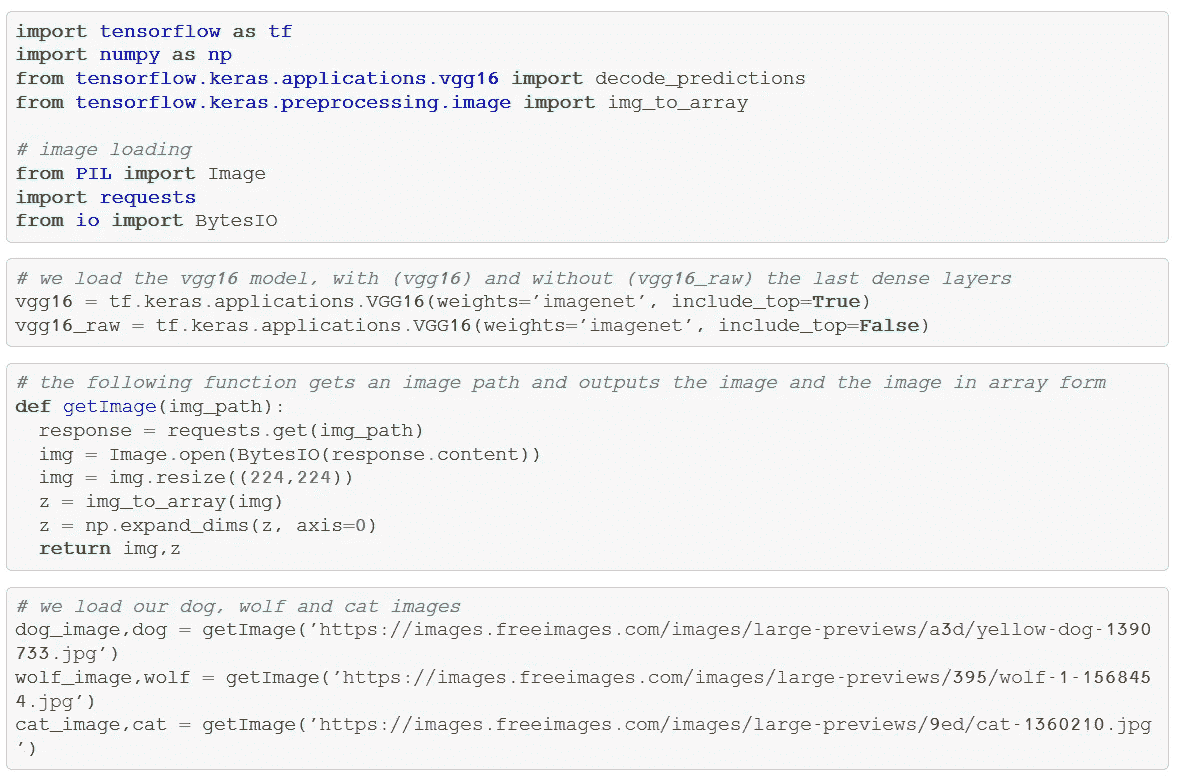 import tensorflow as tf
import numpy as np
from tensorflow.keras.applications.vgg16 import decode_predictions
from tensorflow.keras.preprocessing.image import img_to_array
# image loading
from PIL import Image
import requests
from io import BytesIO
# we load the vgg16 model, with (vgg16) and without (vgg16_raw) the last dense layers
vgg16 = tf.keras.applications.VGG16(weights='imagenet', include_top=True)
vgg16_raw = tf.keras.applications.VGG16(weights='imagenet', include_top=False)
# the following function gets an image path and outputs the image and the image in array form
def getImage(img_path):
  response = requests.get(img_path)
  img = Image.open(BytesIO(response.content))
  img = img.resize((224,224))
  z = img_to_array(img)
  z = np.expand_dims(z, axis=0)
  return img,z
# we load our dog, wolf and cat images
dog_image,dog = getImage('https://images.freeimages.com/images/large-previews/a3d/yellow-dog-1390
733.jpg')
wolf_image,wolf = getImage('https://images.freeimages.com/images/large-previews/395/wolf-1-156845
4.jpg')
cat_image,cat = getImage('https://images.freeimages.com/images/large-previews/9ed/cat-1360210.jpg
')